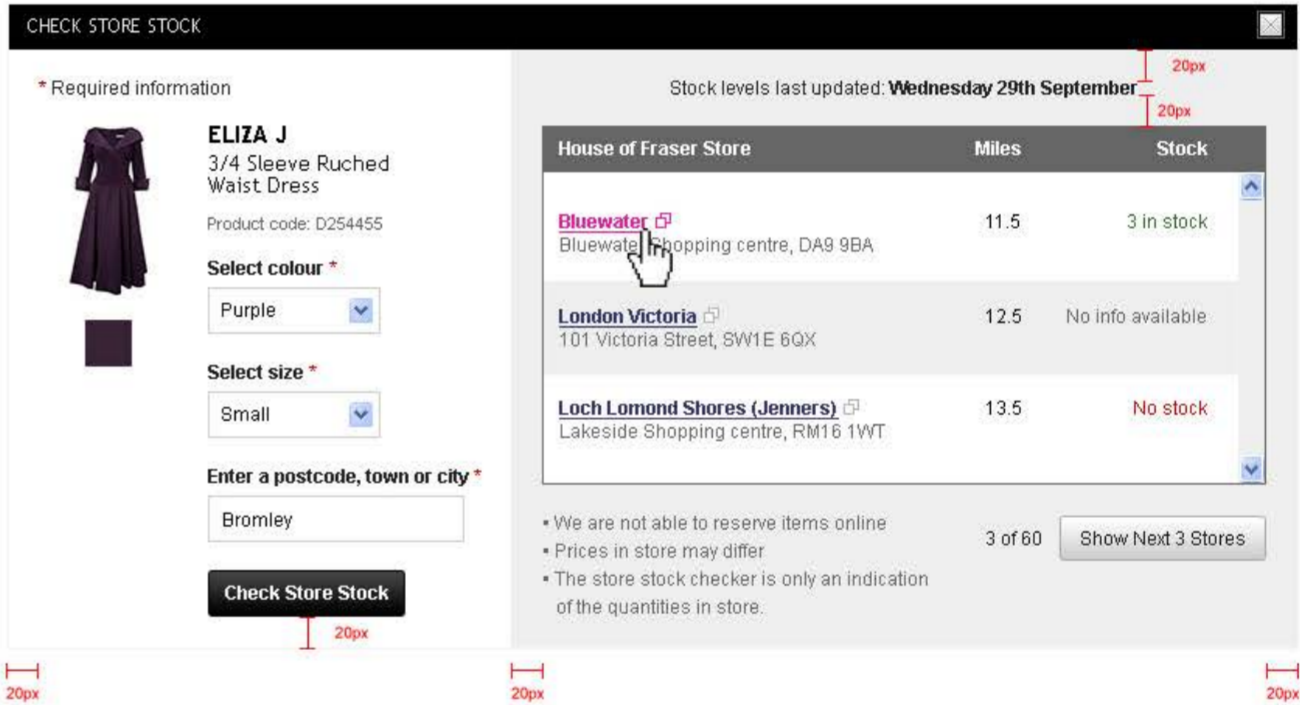 CHECK STORE STOCK
20px
* Required information
Stock levels last updated: Wednesday 29th September
20px
ELIZA J
3/4 Sleeve Ruched
Waist Dress
Product code: D254455
Select colour *
Purple
Select size *
Small
Enter a postcode, town or city *
Bromley
Check Store Stock
20px
House of Fraser Store Miles Stock
Bluewater 11.5 3 in stock
Bluewater Shopping centre, DA9 9BA
London Victoria 12.5 No info available
101 Victoria Street, SW1E 6QX
Loch Lomond Shores (Jenners) 13.5 No stock
Lakeside Shopping centre, RM16 1WT
▪ We are not able to reserve items online
▪ Prices in store may differ
▪ The store stock checker is only an indication
of the quantities in store.
3 of 60 Show Next 3 Stores
20px 20px 20px